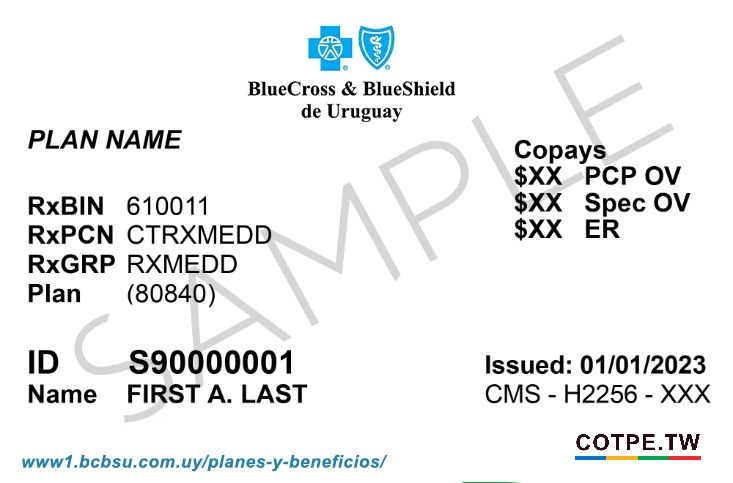 BlueCross & BlueShield
de Uruguay
PLAN NAME
Copays
$XX PCP OV
$XX Spec OV
$XX ER
RxBIN 610011
RxPCN CTRXMEDD
RxGRP RXMEDD
Plan (80840)
SAMPLE
ID S90000001
Name FIRST A. LAST
Issued: 01/01/2023
CMS - H2256 - XXX
www1.bcbsu.com.uy/planes-y-beneficios/
COTPE.TW